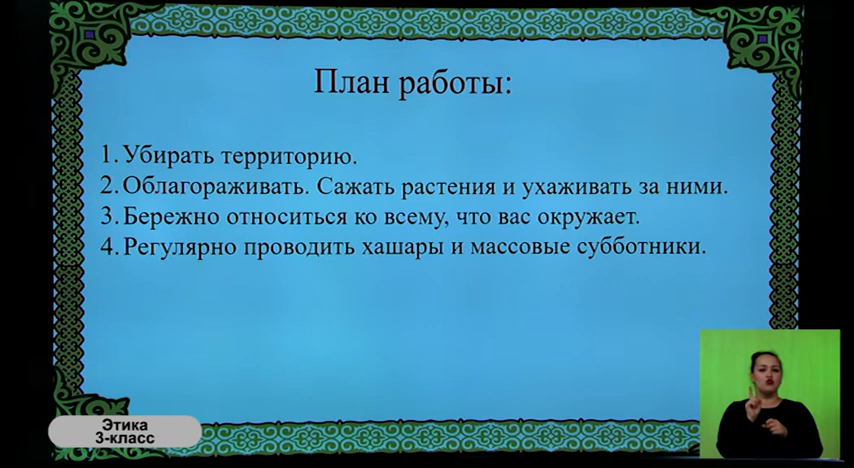 План работы:
1. Убирать территорию.
2. Облагораживать. Сажать растения и ухаживать за ними.
3. Бережно относиться ко всему, что вас окружает.
4. Регулярно проводить хашары и массовые субботники.
Этика
3-класс